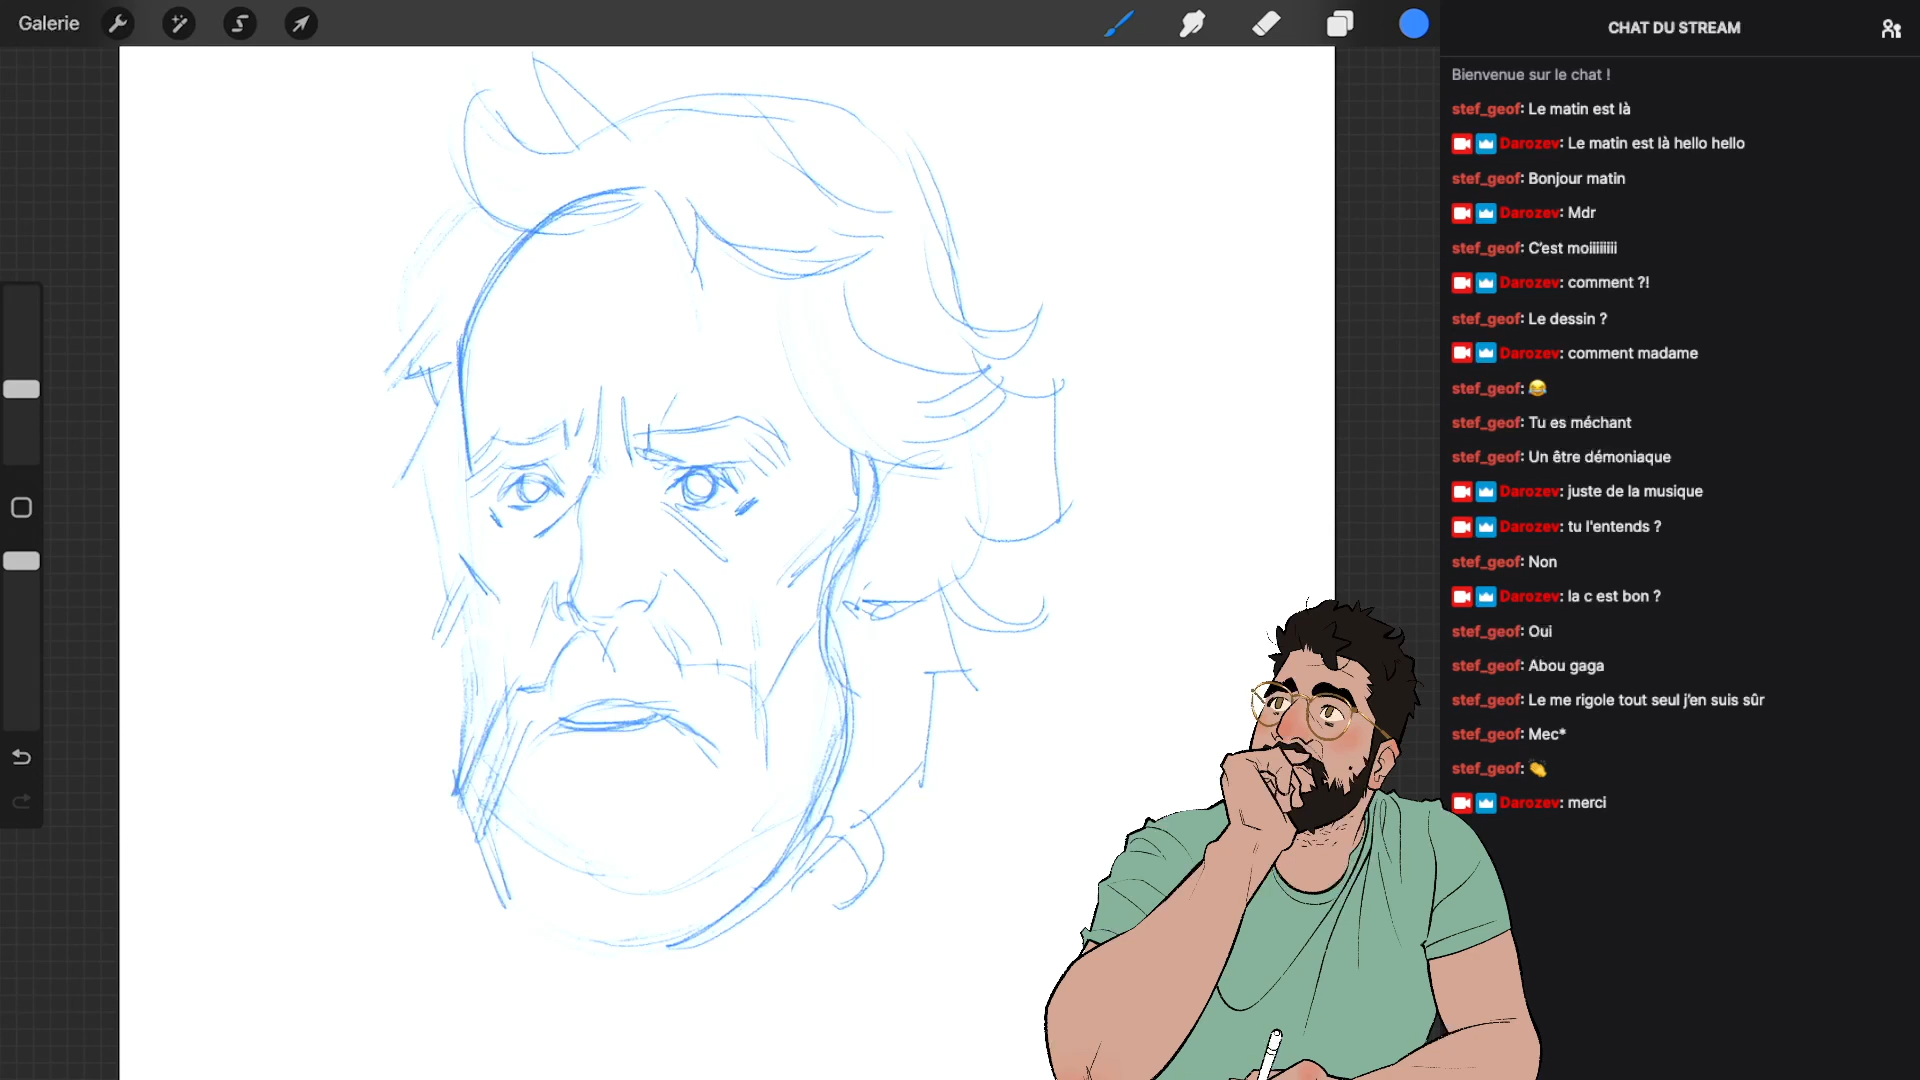 Galerie
CHAT DU STREAM
Bienvenue sur le chat !
stef_geof: Le matin est là
Darozev: Le matin est là hello hello
stef_geof: Bonjour matin
Darozev: Mdr
stef_geof: C'est moiiiiiiiii
Darozev: comment ?!
stef_geof: Le dessin ?
Darozev: comment madame
stef_geof: 😂
stef_geof: Tu es méchant
stef_geof: Un être démoniaque
Darozev: juste de la musique
Darozev: tu l'entends ?
stef_geof: Non
Darozev: la c est bon ?
stef_geof: Oui
stef_geof: Abou gaga
stef_geof: Le me rigole tout seul j'en suis sûr
stef_geof: Mec*
stef_geof: 👏
Darozev: merci